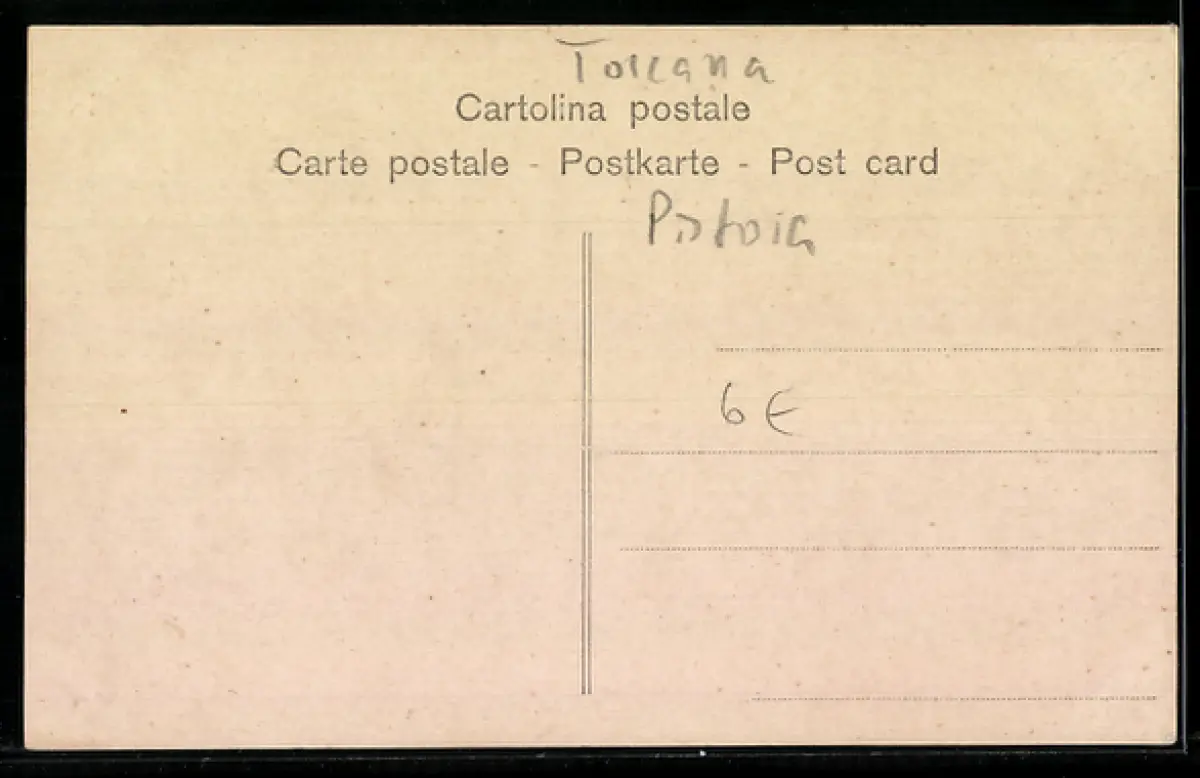 Toscana
Cartolina postale
Carte postale - Postkarte - Post card
Pistoia
6 €